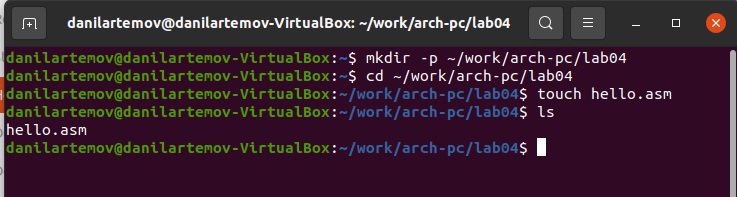 danilartemov@danilartemov-VirtualBox: ~/work/arch-pc/lab04
danilartemov@danilartemov-VirtualBox:~$ mkdir -p ~/work/arch-pc/lab04
danilartemov@danilartemov-VirtualBox:~$ cd ~/work/arch-pc/lab04
danilartemov@danilartemov-VirtualBox:~/work/arch-pc/lab04$ touch hello.asm
danilartemov@danilartemov-VirtualBox:~/work/arch-pc/lab04$ ls
hello.asm
danilartemov@danilartemov-VirtualBox:~/work/arch-pc/lab04$